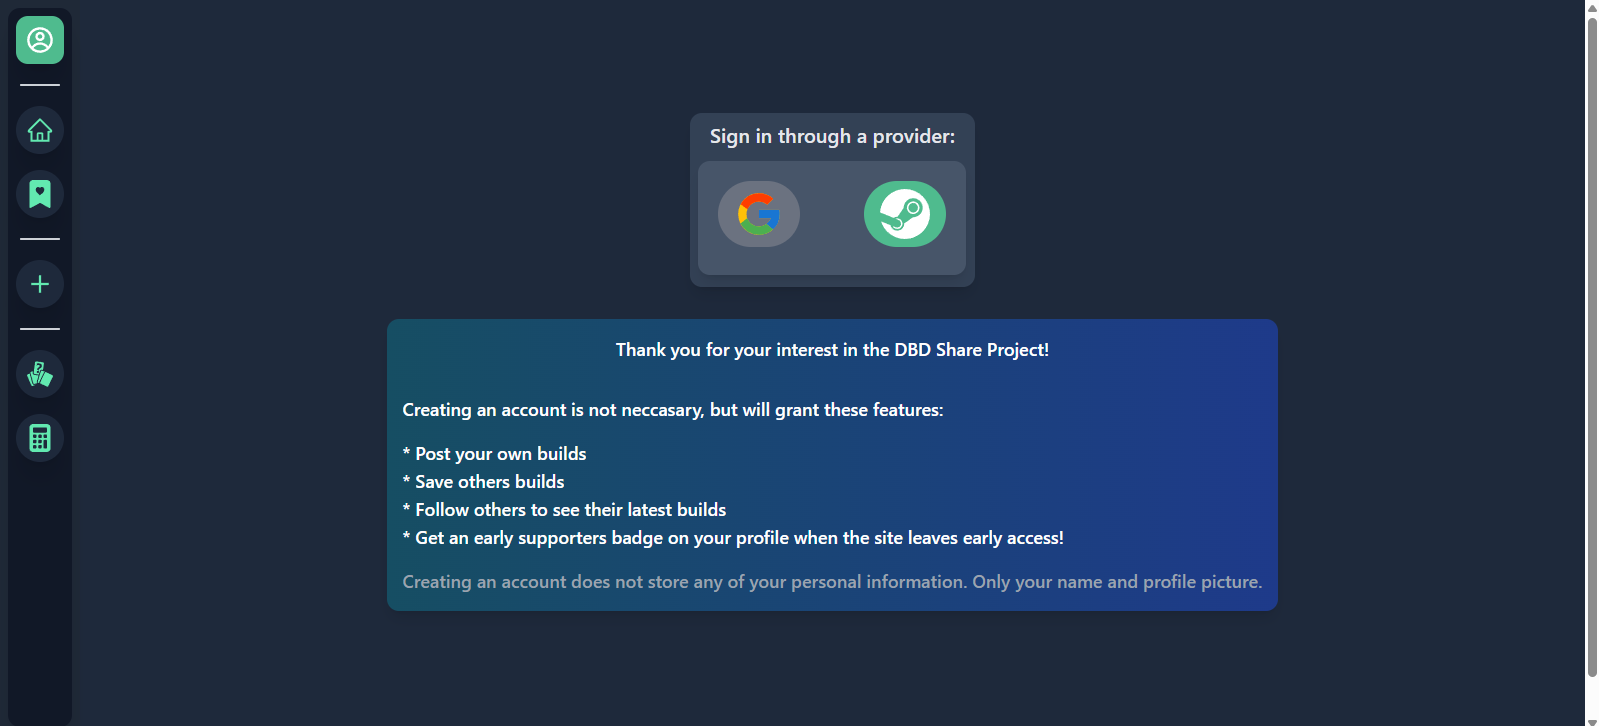 Sign in through a provider:
Thank you for your interest in the DBD Share Project!
Creating an account is not neccasary, but will grant these features:
* Post your own builds
* Save others builds
* Follow others to see their latest builds
* Get an early supporters badge on your profile when the site leaves early access!
Creating an account does not store any of your personal information. Only your name and profile picture.